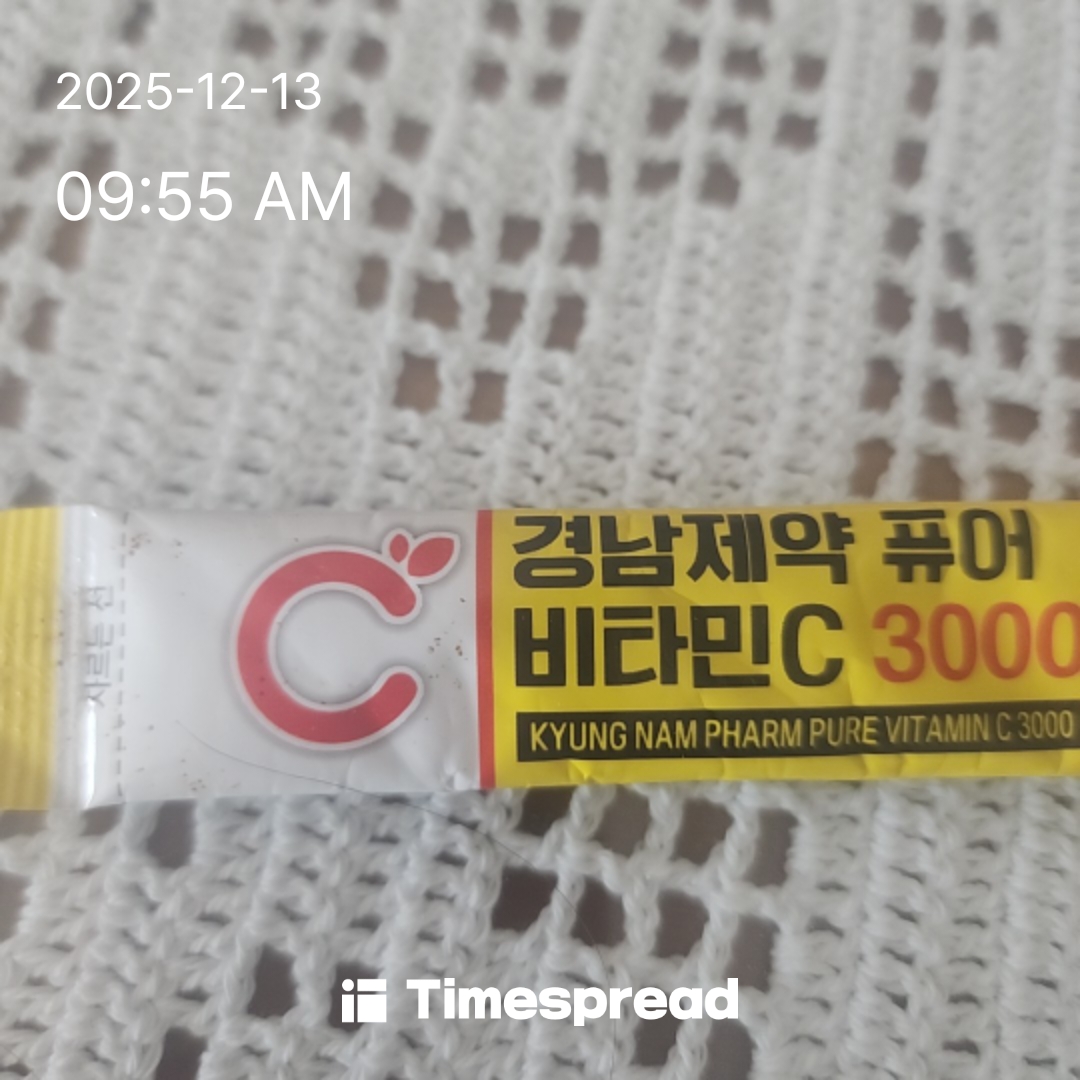 2025-12-13
09:55 AM
자르는 선
경남제약 퓨어
비타민C 3000
KYUNG NAM PHARM PURE VITAMIN C 3000
Timespread